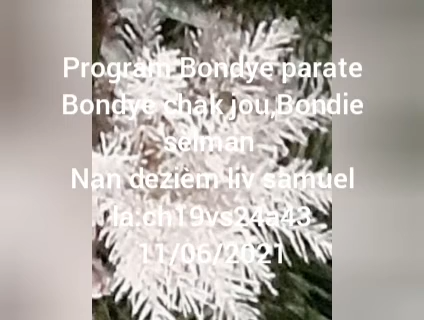 Program Bondye parate
Bondye chak jou,Bondie
selman
Nan dezièm liv samuel
la:ch19vs24a43
11/06/2021